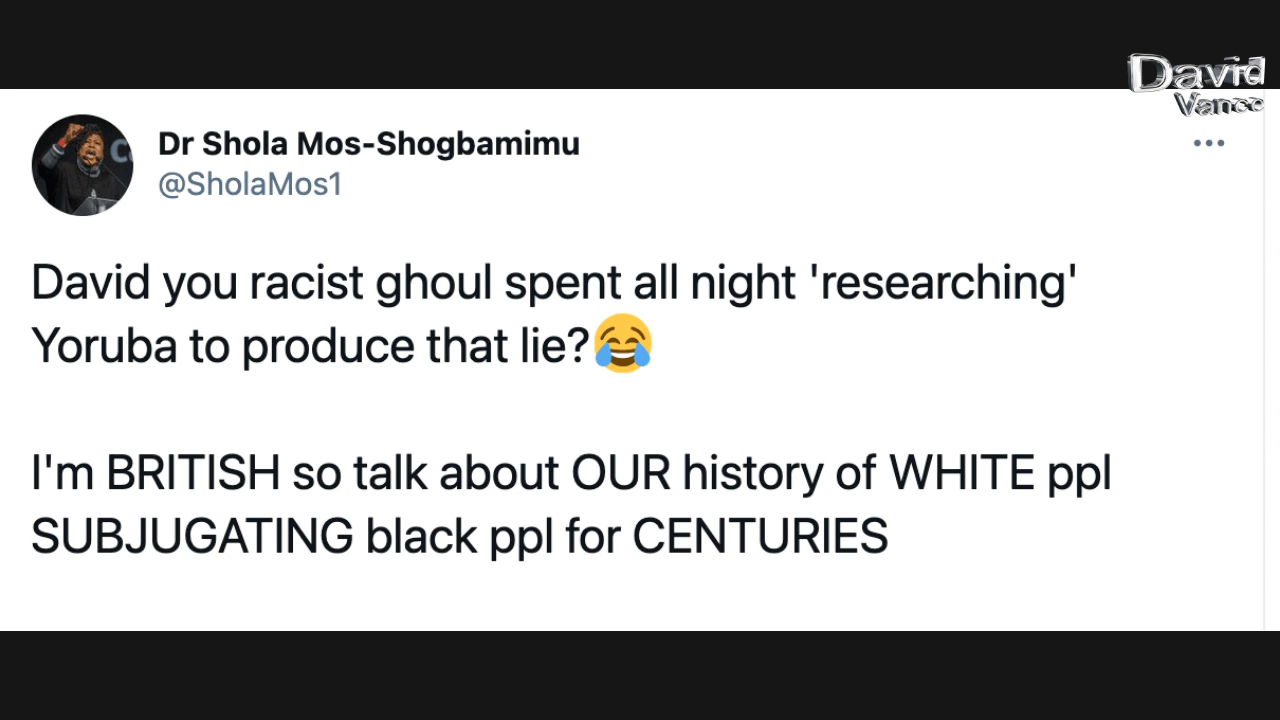 David
Vance
Dr Shola Mos-Shogbamimu
@SholaMos1
David you racist ghoul spent all night 'researching'
Yoruba to produce that lie?😂
I'm BRITISH so talk about OUR history of WHITE ppl
SUBJUGATING black ppl for CENTURIES